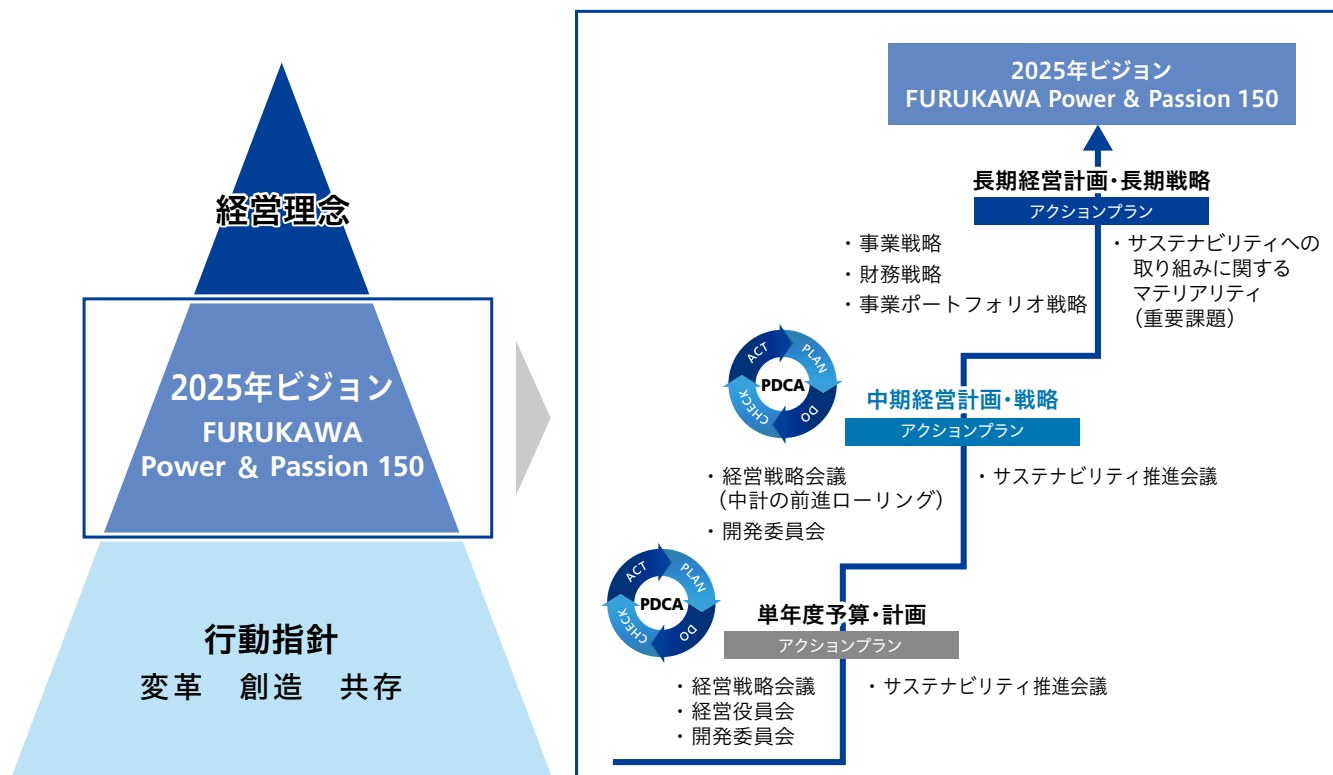 経営理念
2025年ビジョン
FURUKAWA
Power & Passion 150
行動指針
変革 創造 共存
2025年ビジョン
FURUKAWA Power & Passion 150
長期経営計画・長期戦略
アクションプラン
・事業戦略
・財務戦略
・事業ポートフォリオ戦略
・サステナビリティへの
取り組みに関する
マテリアリティ
(重要課題)
ACT
PLAN
PDCA
CHECK
DO
中期経営計画・戦略
アクションプラン
・経営戦略会議
(中計の前進ローリング)
・開発委員会
・サステナビリティ推進会議
ACT
PLAN
PDCA
CHECK
DO
単年度予算・計画
アクションプラン
・経営戦略会議
・経営役員会
・開発委員会
・サステナビリティ推進会議